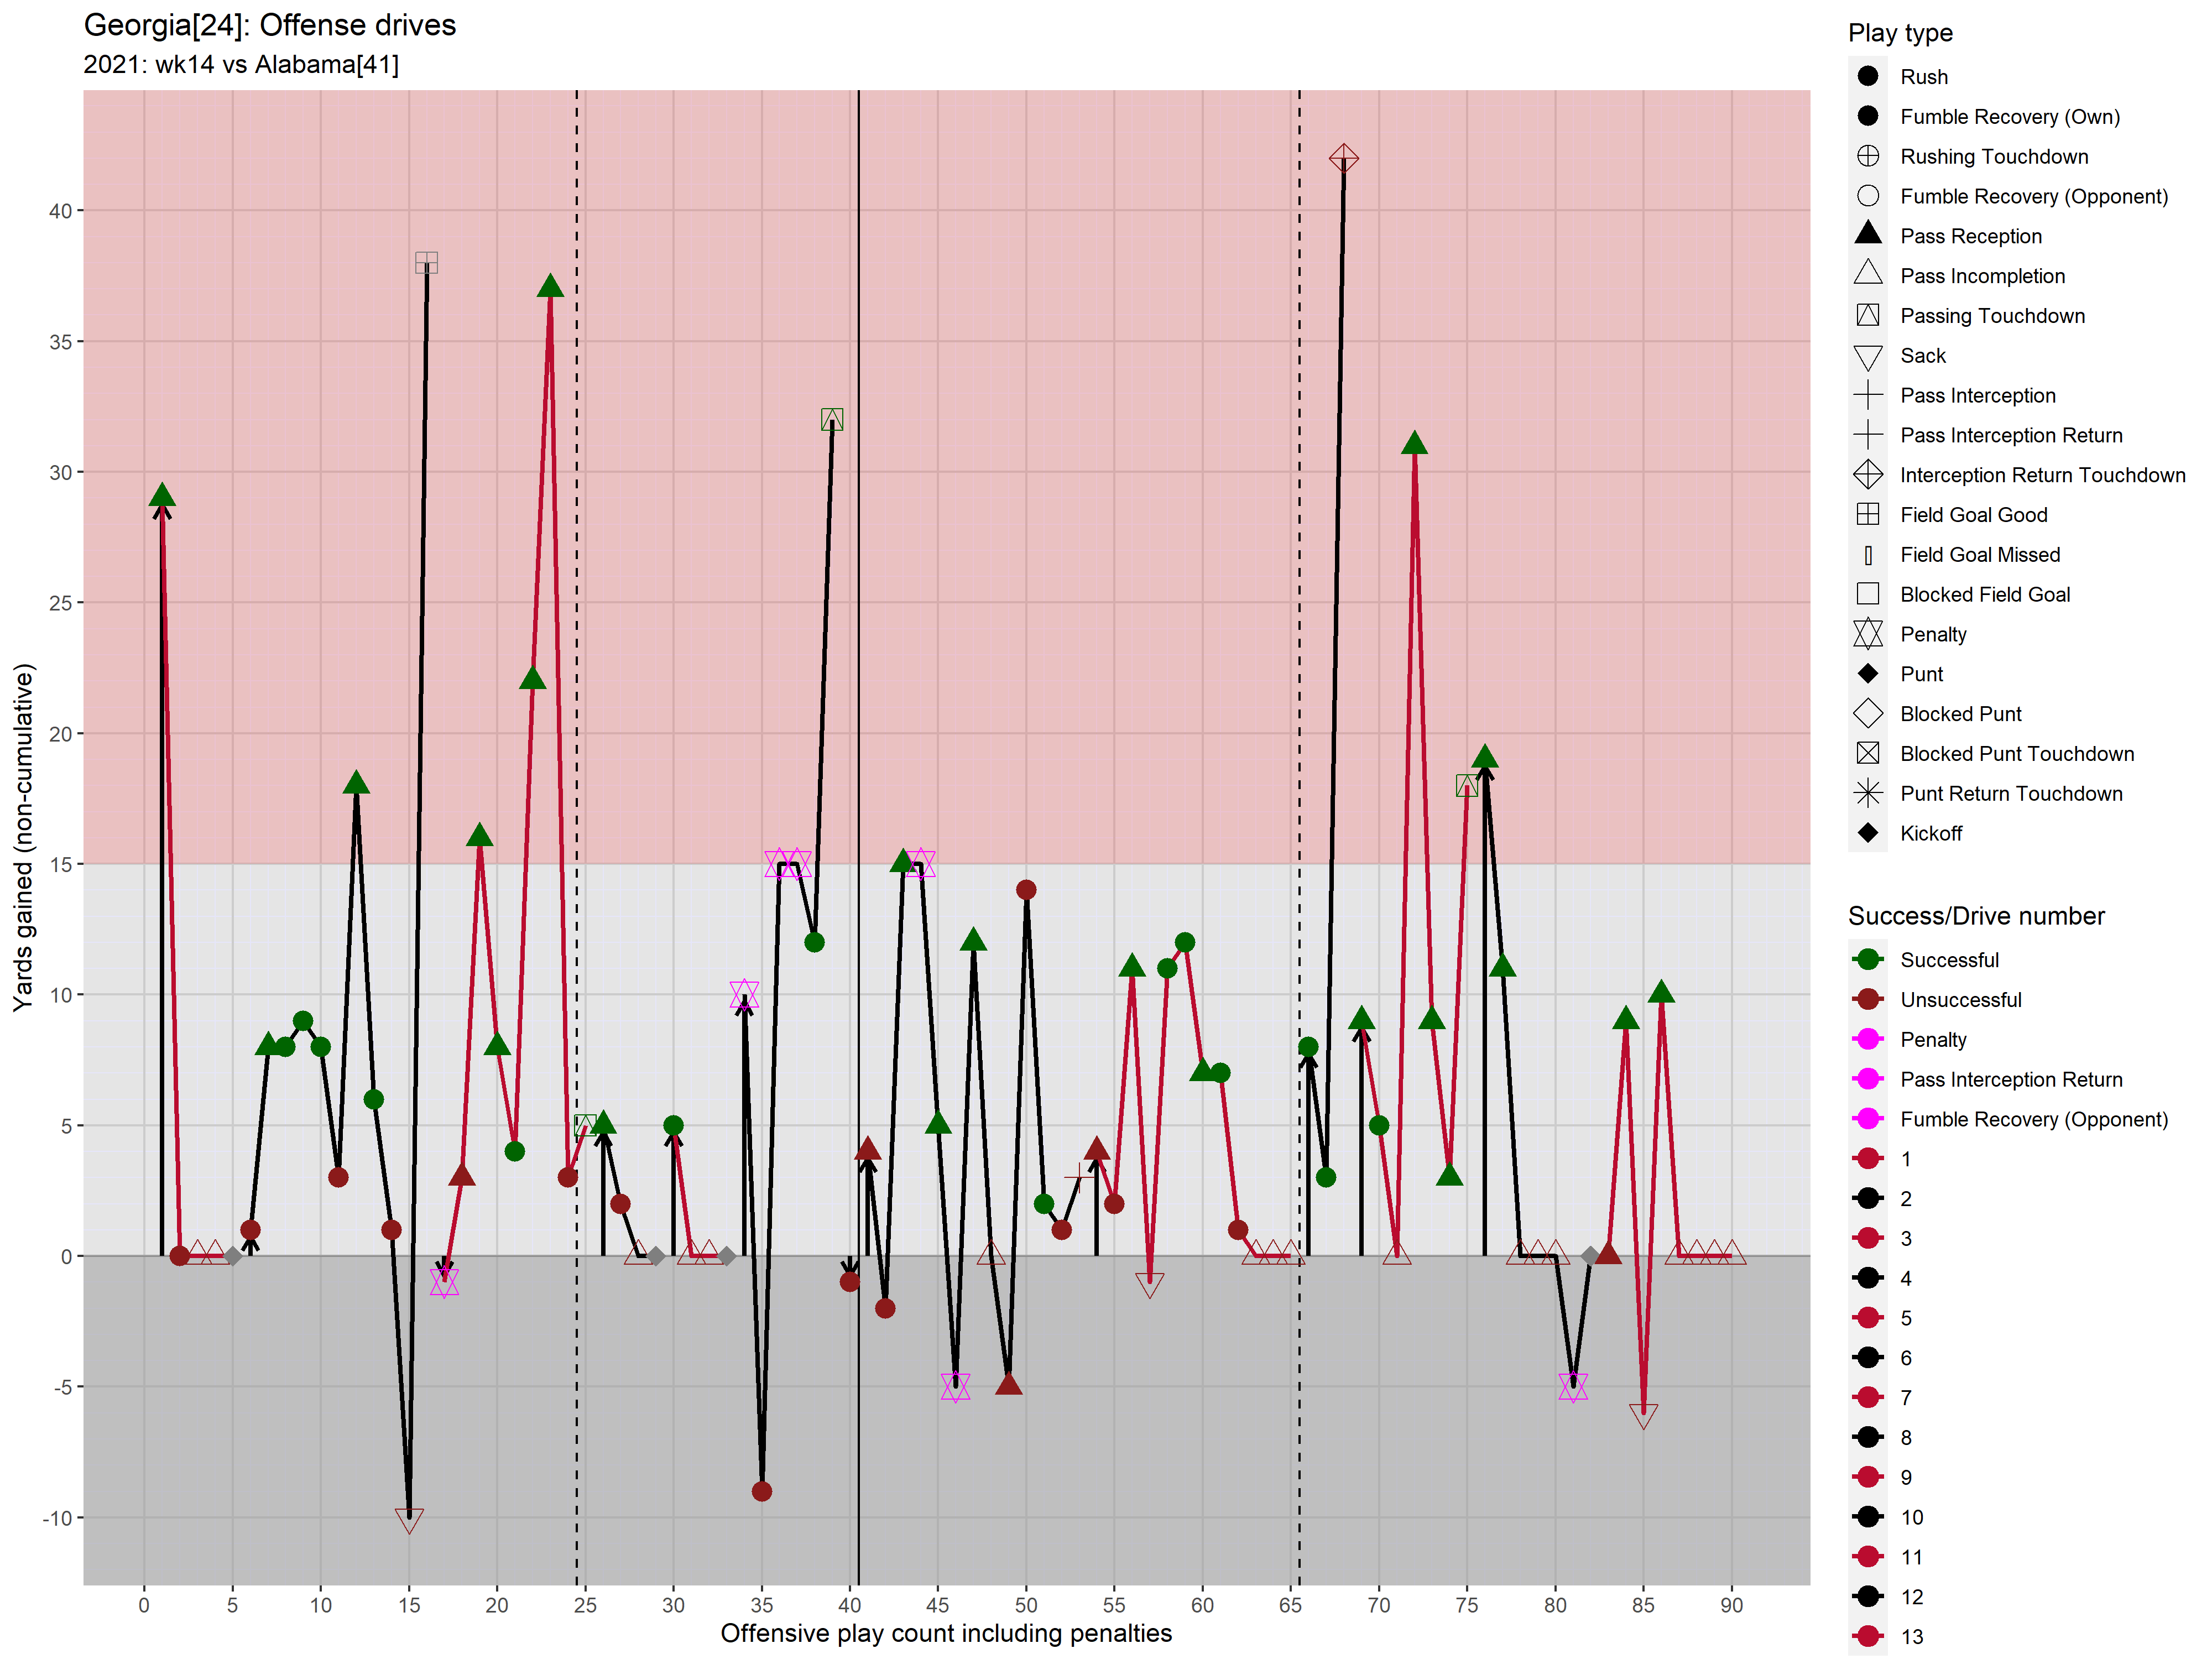 Georgia[24]: Offense drives
2021: wk14 vs Alabama[41]
Yards gained (non-cumulative)
40
35
30
25
20
15
10
5
0
-5
-10
0 5 10 15 20 25 30 35 40 45 50 55 60 65 70 75 80 85 90
Offensive play count including penalties
Play type
Rush
Fumble Recovery (Own)
Rushing Touchdown
Fumble Recovery (Opponent)
Pass Reception
Pass Incompletion
Passing Touchdown
Sack
Pass Interception
Pass Interception Return
Interception Return Touchdown
Field Goal Good
Field Goal Missed
Blocked Field Goal
Penalty
Punt
Blocked Punt
Blocked Punt Touchdown
Punt Return Touchdown
Kickoff
Success/Drive number
Successful
Unsuccessful
Penalty
Pass Interception Return
Fumble Recovery (Opponent)
1
2
3
4
5
6
7
8
9
10
11
12
13